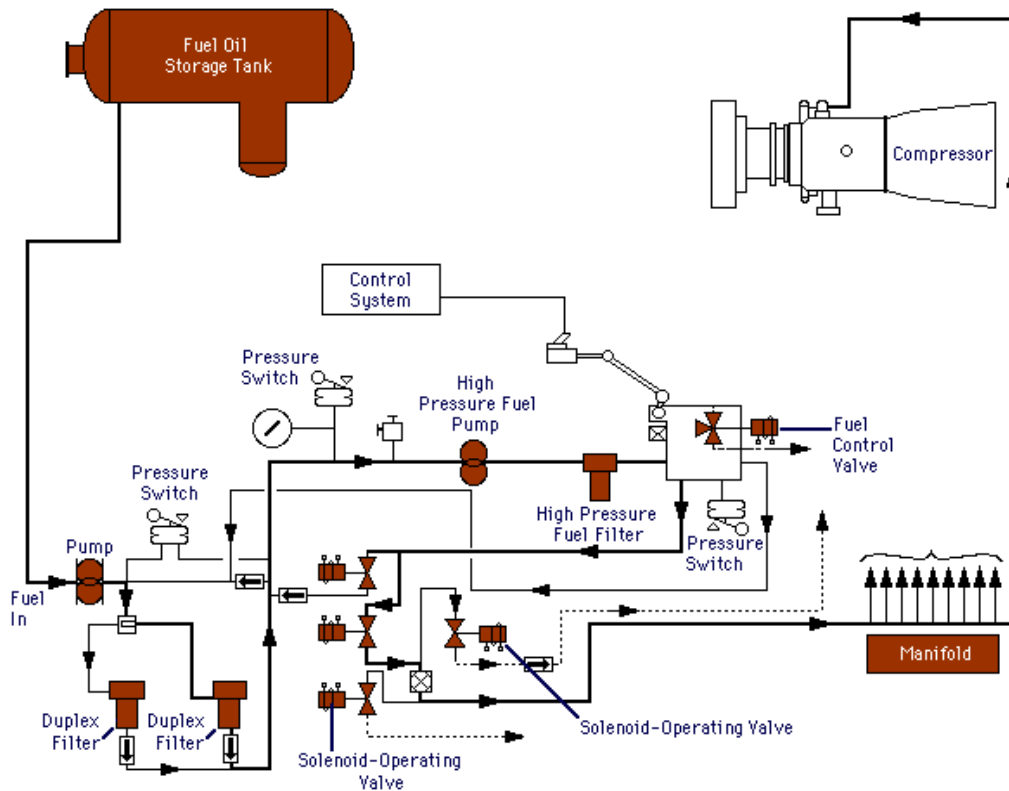 Fuel Oil
Storage Tank
Compressor
Control
System
Pressure
Switch
High
Pressure Fuel
Pump
Fuel
Control
Valve
Pressure
Switch
High Pressure
Fuel Filter
Pressure
Switch
Pump
Fuel
In
Manifold
Duplex
Filter
Duplex
Filter
Solenoid-Operating Valve
Solenoid-Operating
Valve